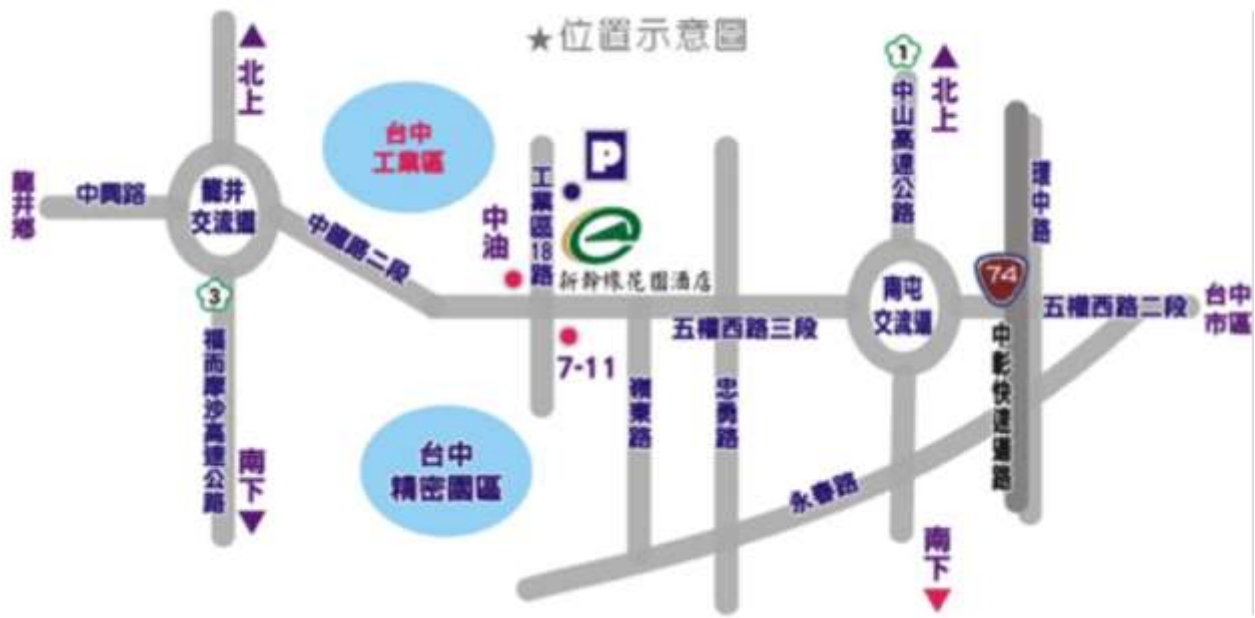 ★位置示意圖
北上
1
北上
中山高速公路
台中
工業區
P
工業區18路
環中路
龍井鄉
中興路
龍井
交流道
中油
新幹線花園酒店
中龍路二段
3
南屯
交流道
74
五權西路二段
台中
市區
五權西路三段
7-11
福而摩沙高速公路
嶺東路
忠勇路
中彰快速道路
南下
台中
精密園區
永春路
南下